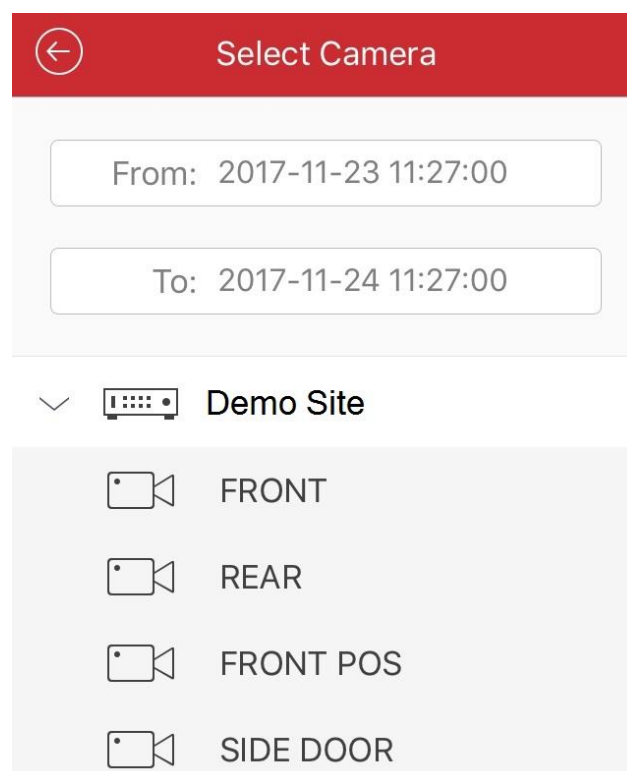 Select Camera
From: 2017-11-23 11:27:00
To: 2017-11-24 11:27:00
Demo Site
FRONT
REAR
FRONT POS
SIDE DOOR